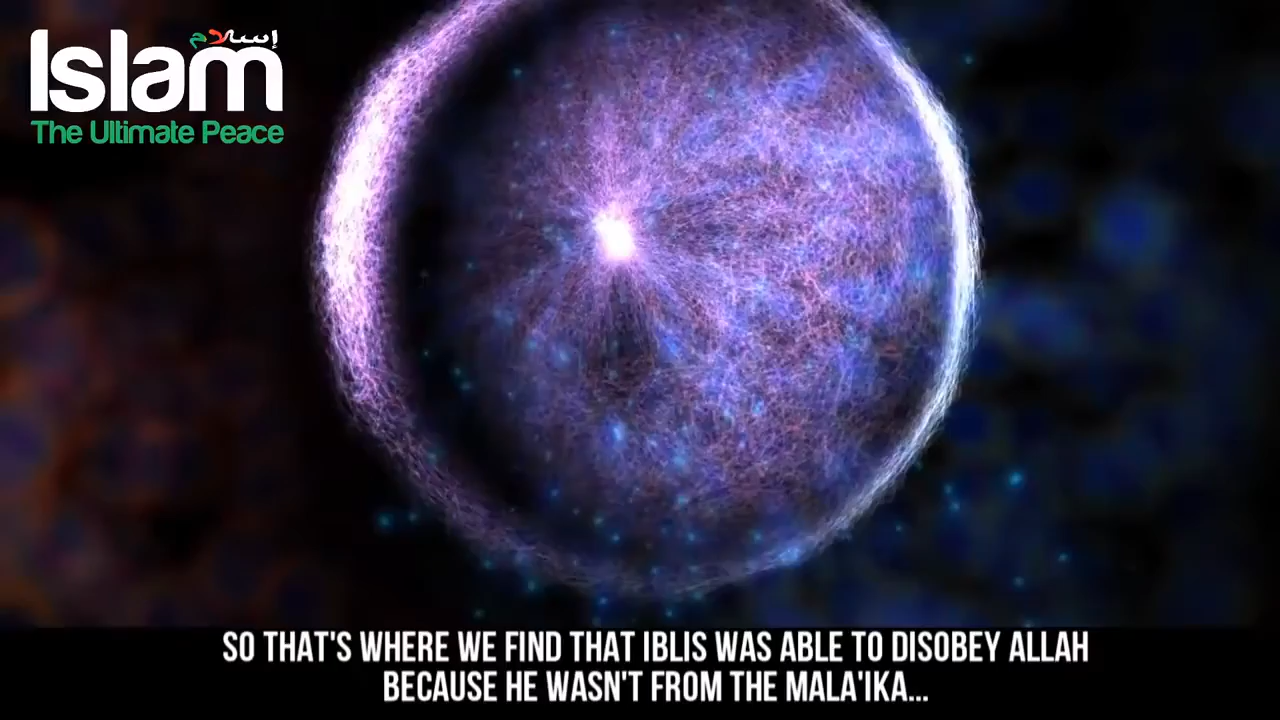 إسلام
Islam
The Ultimate Peace
SO THAT'S WHERE WE FIND THAT IBLIS WAS ABLE TO DISOBEY ALLAH
BECAUSE HE WASN'T FROM THE MALA'IKA...